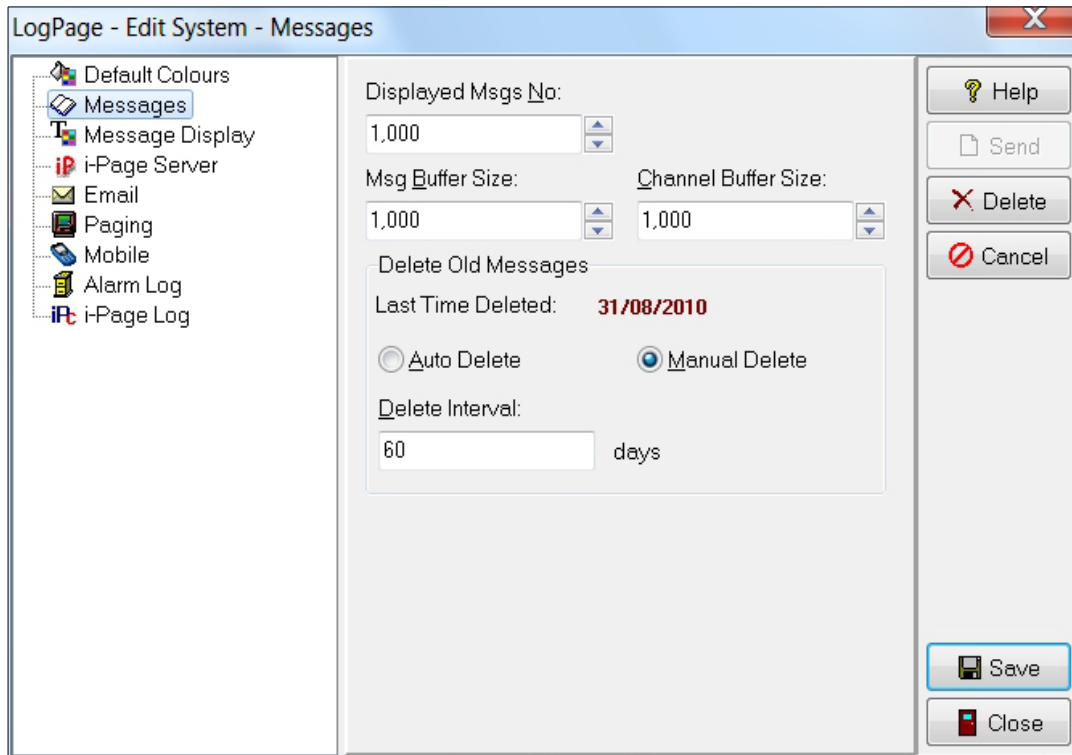 LogPage - Edit System - Messages
Default Colours
Messages
Message Display
i-Page Server
Email
Paging
Mobile
Alarm Log
i-Page Log
Displayed Msgs No:
1,000
Msg Buffer Size:
Channel Buffer Size:
1,000
1,000
Delete Old Messages
Last Time Deleted: 31/08/2010
Auto Delete
Manual Delete
Delete Interval:
60 days
Help
Send
Delete
Cancel
Save
Close